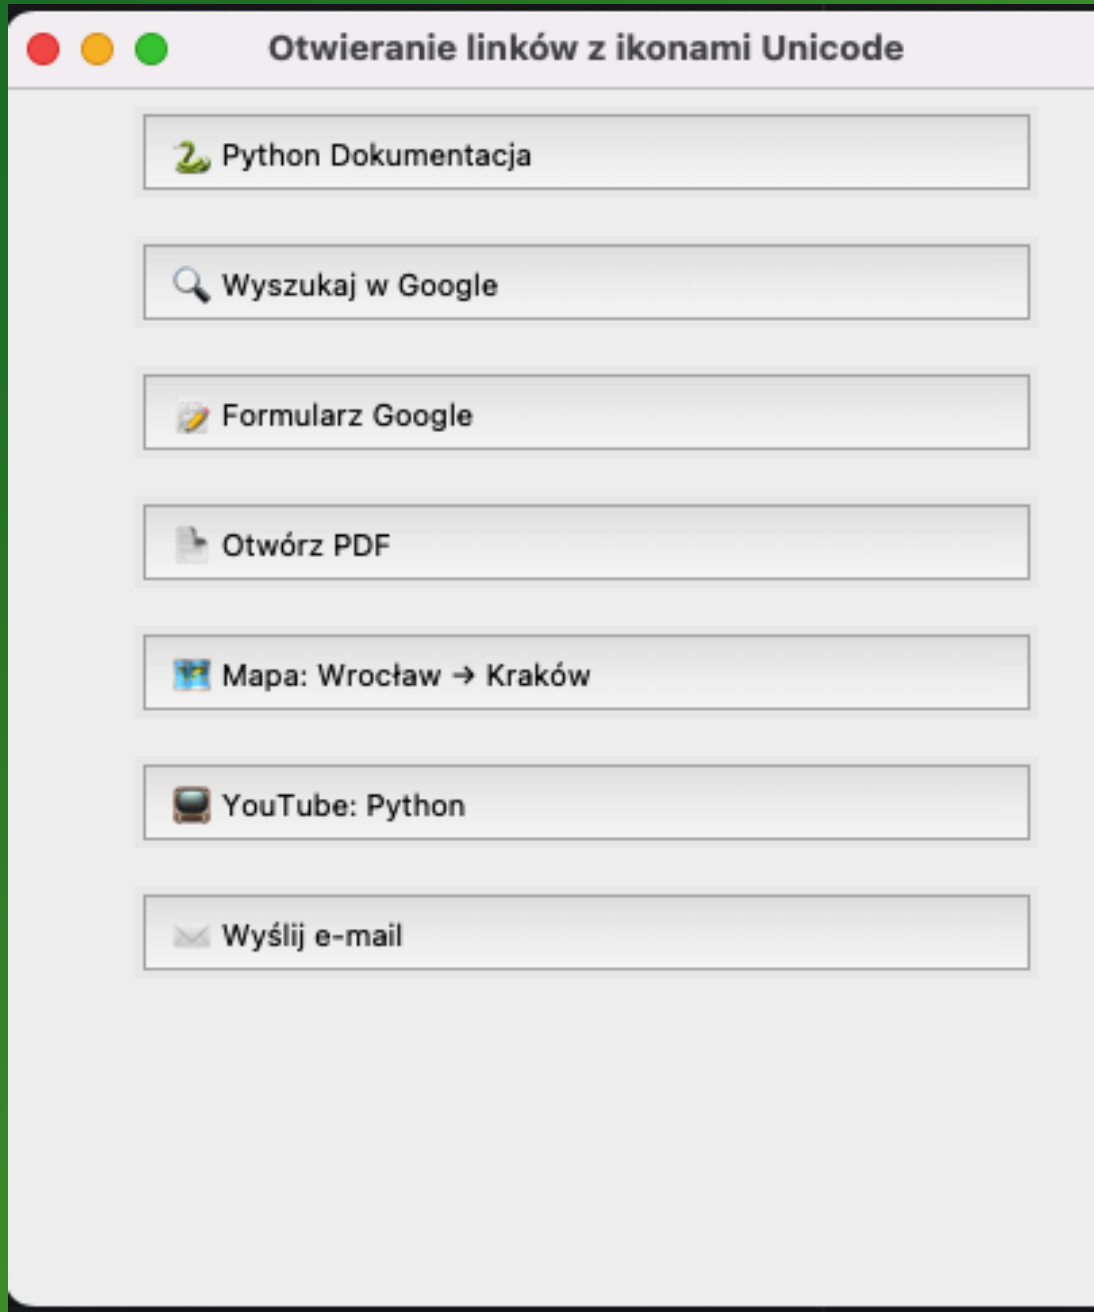 Otwieranie linków z ikonami Unicode
🐍 Python Dokumentacja
🔍 Wyszukaj w Google
📝 Formularz Google
📄 Otwórz PDF
🗺 Mapa: Wrocław → Kraków
📺 YouTube: Python
✉ Wyślij e-mail